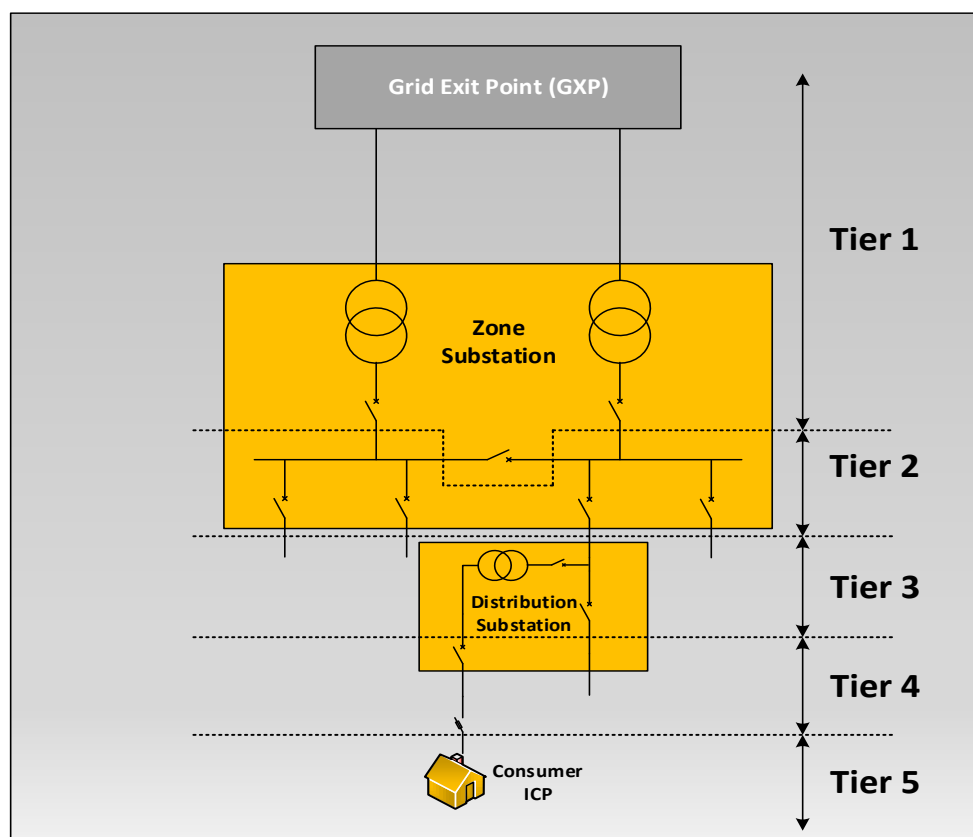 Grid Exit Point (GXP)
Tier 1
Zone
Substation
Tier 2
Tier 3
Distribution
Substation
Tier 4
Consumer
ICP
Tier 5